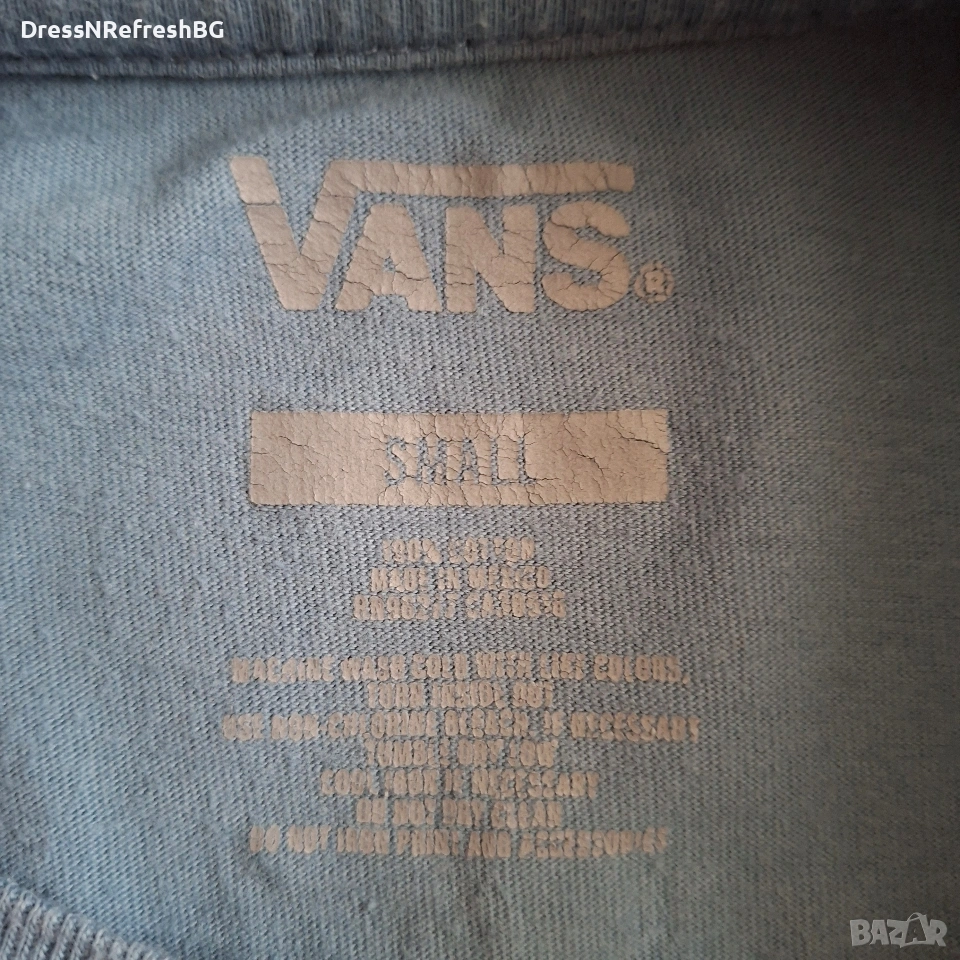 DressNRefreshBG
VANS®
SMALL
100% COTTON
MADE IN MEXICO
MACHINE WASH COLD WITH LIKE COLORS,
TURN INSIDE OUT
USE NON-CHLORINE BLEACH IF NECESSARY
TUMBLE DRY LOW
COOL IRON IF NECESSARY
DO NOT DRY CLEAN
DO NOT IRON PRINT AND ACCESSORIES
BAZAR